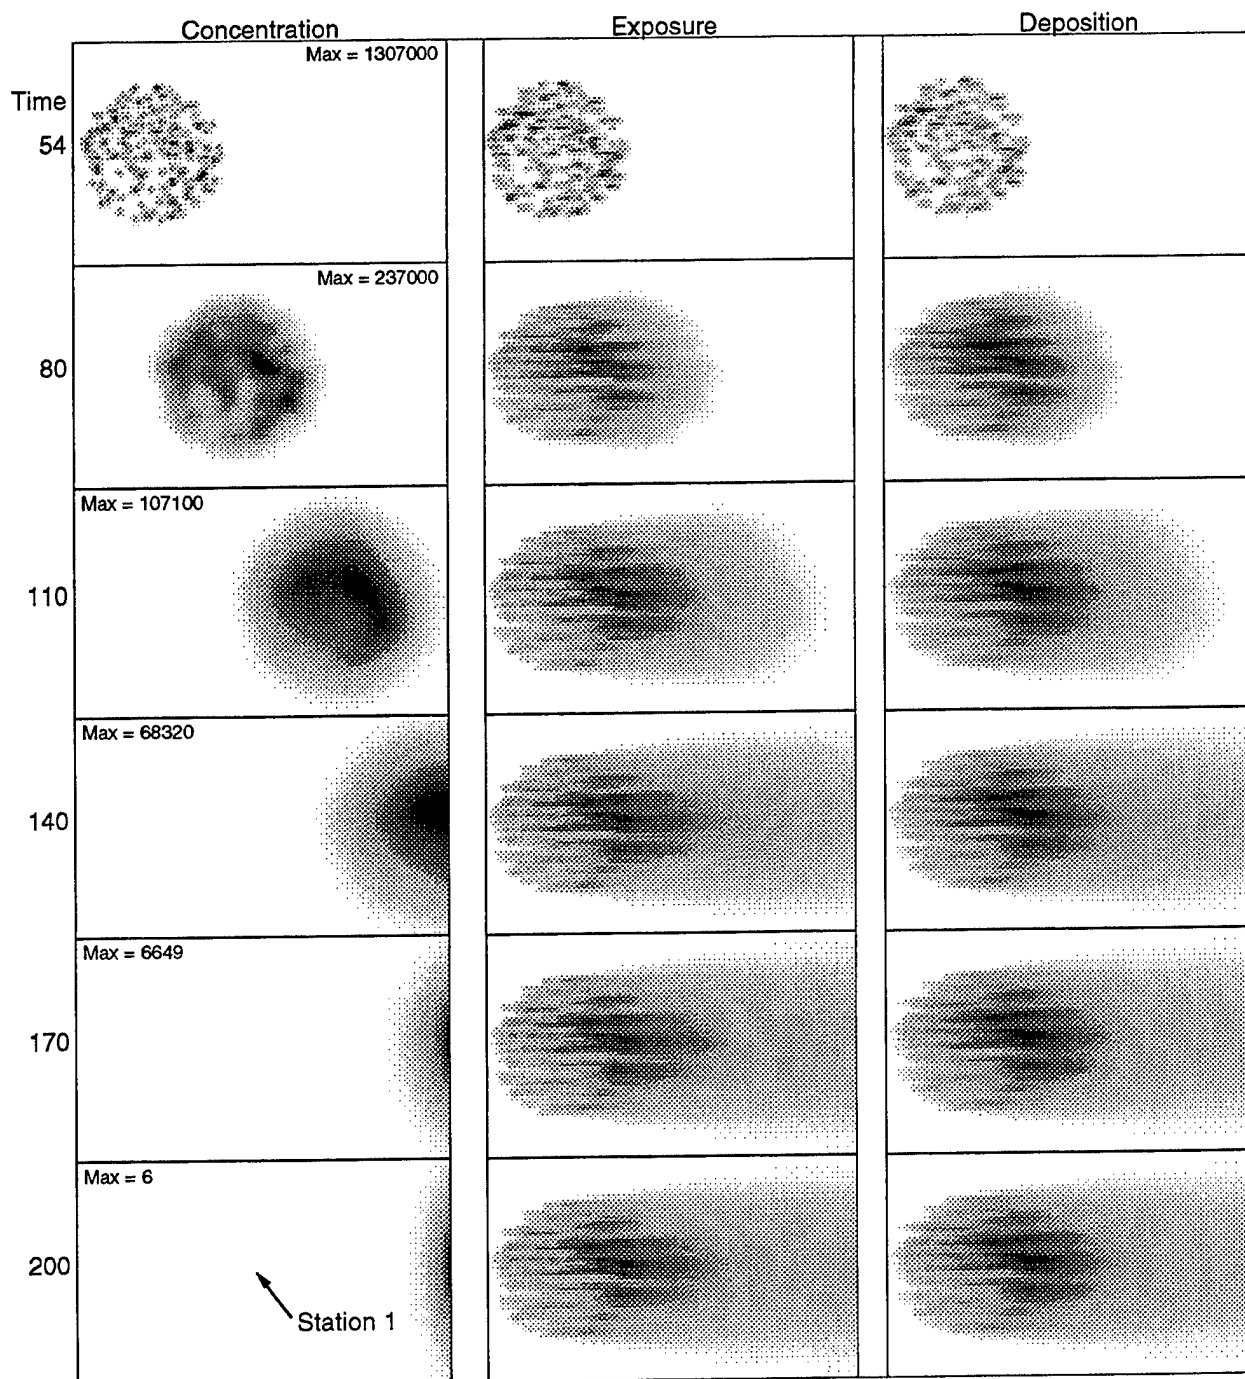 Concentration Exposure Deposition
Max = 1307000
Time
54
Max = 237000
80
Max = 107100
110
Max = 68320
140
Max = 6649
170
Max = 6
200
Station 1